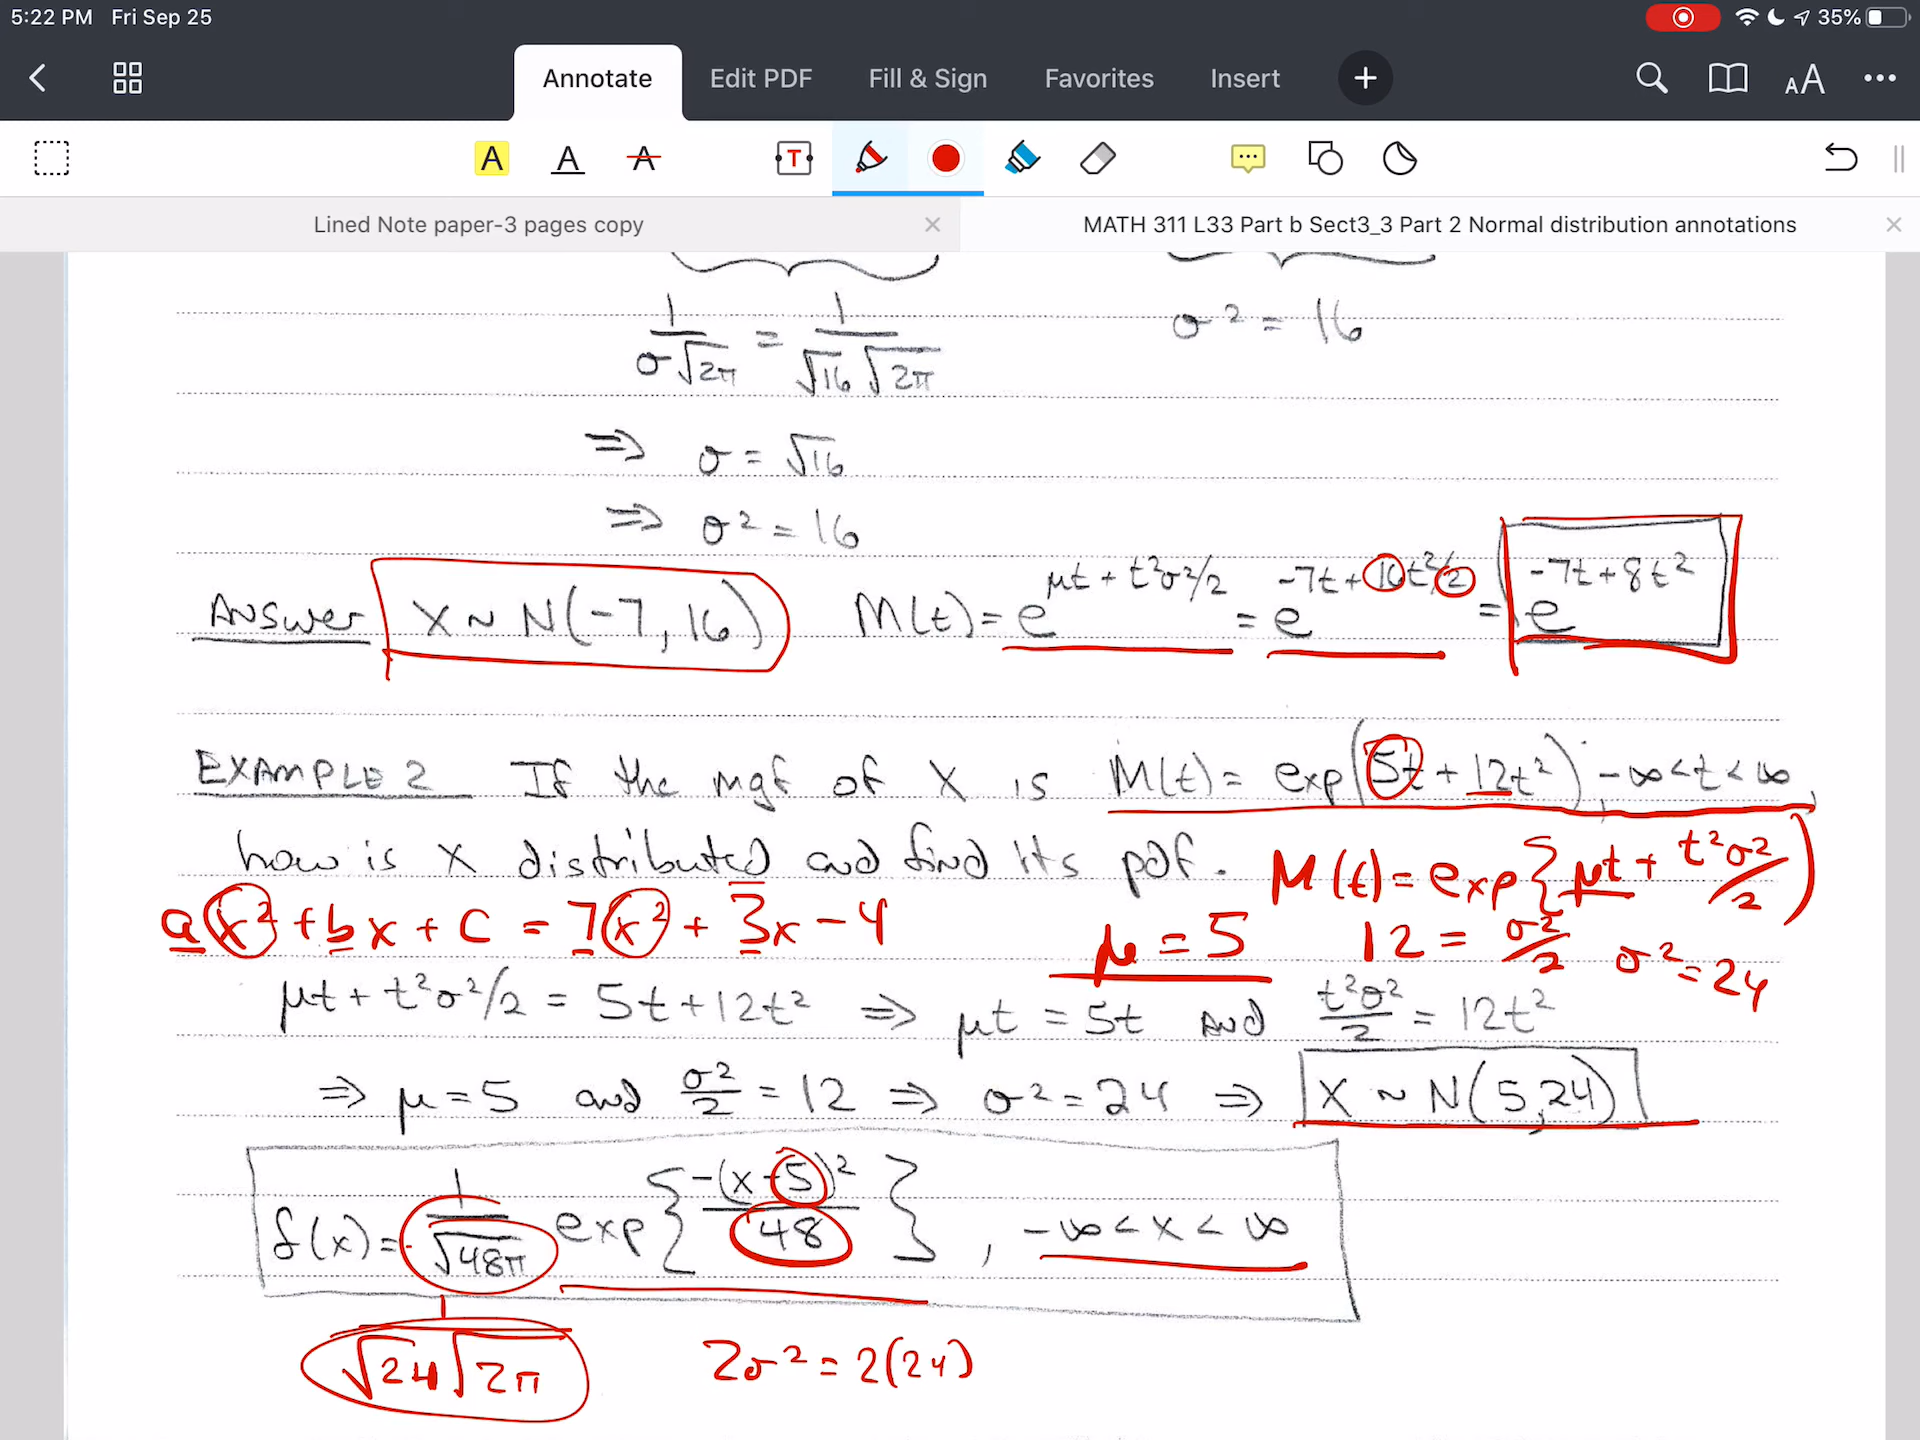 5:22 PM Fri Sep 25 35%
Annotate Edit PDF Fill & Sign Favorites Insert + AA
A A A T
Lined Note paper-3 pages copy × MATH 311 L33 Part b Sect3_3 Part 2 Normal distribution annotations ×
1/(σ√2π) = 1/(√16 √2π) σ² = 16
⇒ σ = √16
⇒ σ² = 16
Answer X ~ N(-7, 16) M(t) = e^(μt + t²σ²/2) = e^(-7t + 16t²/2) = e^(-7t + 8t²)
EXAMPLE 2 If the mgf of X is M(t) = exp(5t + 12t²), -∞ < t < ∞,
how is X distributed and find its pdf. M(t) = exp{μt + t²σ²/2)
ax² + bx + c = 7x² + 3x - 4 μ = 5 12 = σ²/2 σ² = 24
μt + t²σ²/2 = 5t + 12t² ⇒ μt = 5t and t²σ²/2 = 12t²
⇒ μ = 5 and σ²/2 = 12 ⇒ σ² = 24 ⇒ X ~ N(5, 24)
f(x) = 1/√48π exp{-(x-5)²/48}, -∞ < x < ∞
1/(√24 √2π) 2σ² = 2(24)